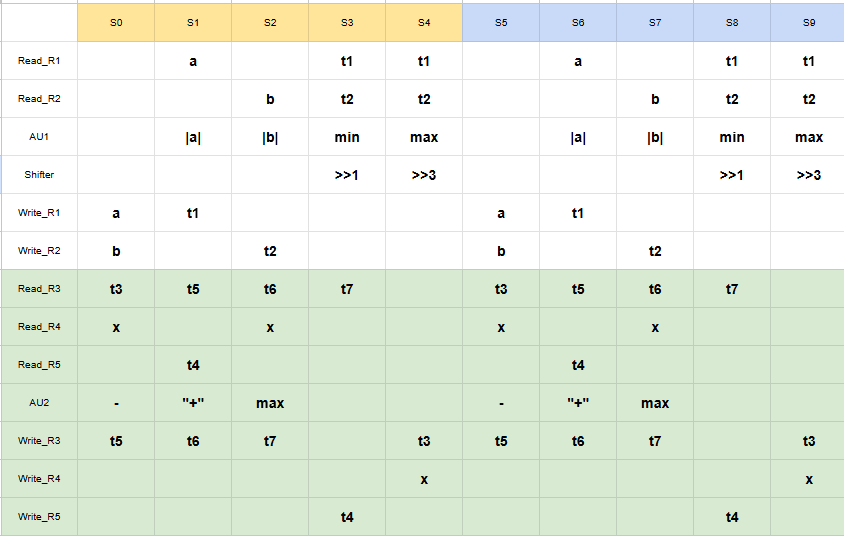 S0 S1 S2 S3 S4 S5 S6 S7 S8 S9
Read_R1 a t1 t1 a t1 t1
Read_R2 b t2 t2 b t2 t2
AU1 |a| |b| min max |a| |b| min max
Shifter >>1 >>3 >>1 >>3
Write_R1 a t1 a t1
Write_R2 b t2 b t2
Read_R3 t3 t5 t6 t7 t3 t5 t6 t7
Read_R4 x x x x
Read_R5 t4 t4
AU2 - "+" max - "+" max
Write_R3 t5 t6 t7 t3 t5 t6 t7 t3
Write_R4 x x
Write_R5 t4 t4